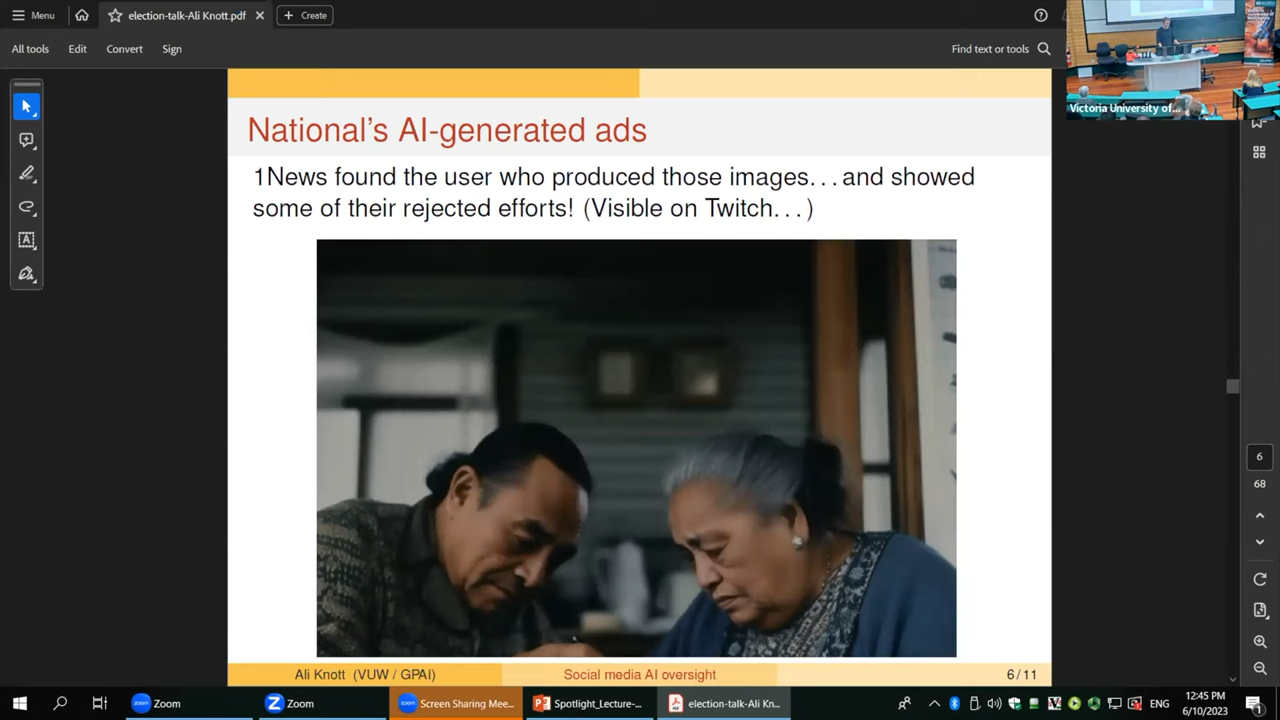 Menu
election-talk-Ali Knott.pdf
Create
All tools
Edit
Convert
Sign
Find text or tools
Victoria University of...
National's AI-generated ads
1News found the user who produced those images...and showed
some of their rejected efforts! (Visible on Twitch...)
6
68
Ali Knott (VUW / GPAI)
Social media AI oversight
6/11
Zoom
Zoom
Screen Sharing Mee...
Spotlight_Lecture-...
election-talk-Ali Kn...
ENG
12:45 PM
6/10/2023
1